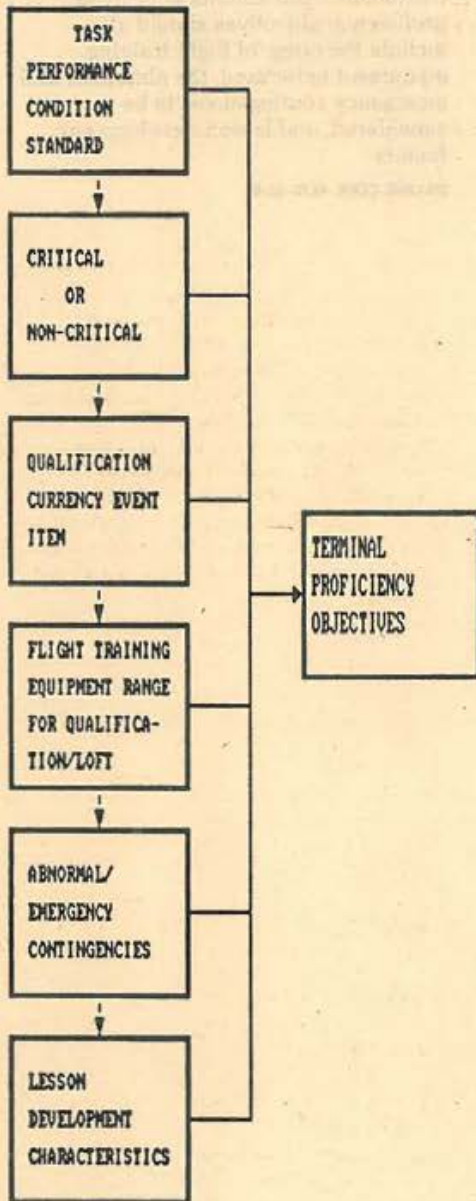 TASK
PERFORMANCE
CONDITION
STANDARD
CRITICAL
OR
NON-CRITICAL
QUALIFICATION
CURRENCY EVENT
ITEM
FLIGHT TRAINING
EQUIPMENT RANGE
FOR QUALIFICA-
TION/LOFT
ABNORMAL/
EMERGENCY
CONTINGENCIES
LESSON
DEVELOPMENT
CHARACTERISTICS
TERMINAL
PROFICIENCY
OBJECTIVES